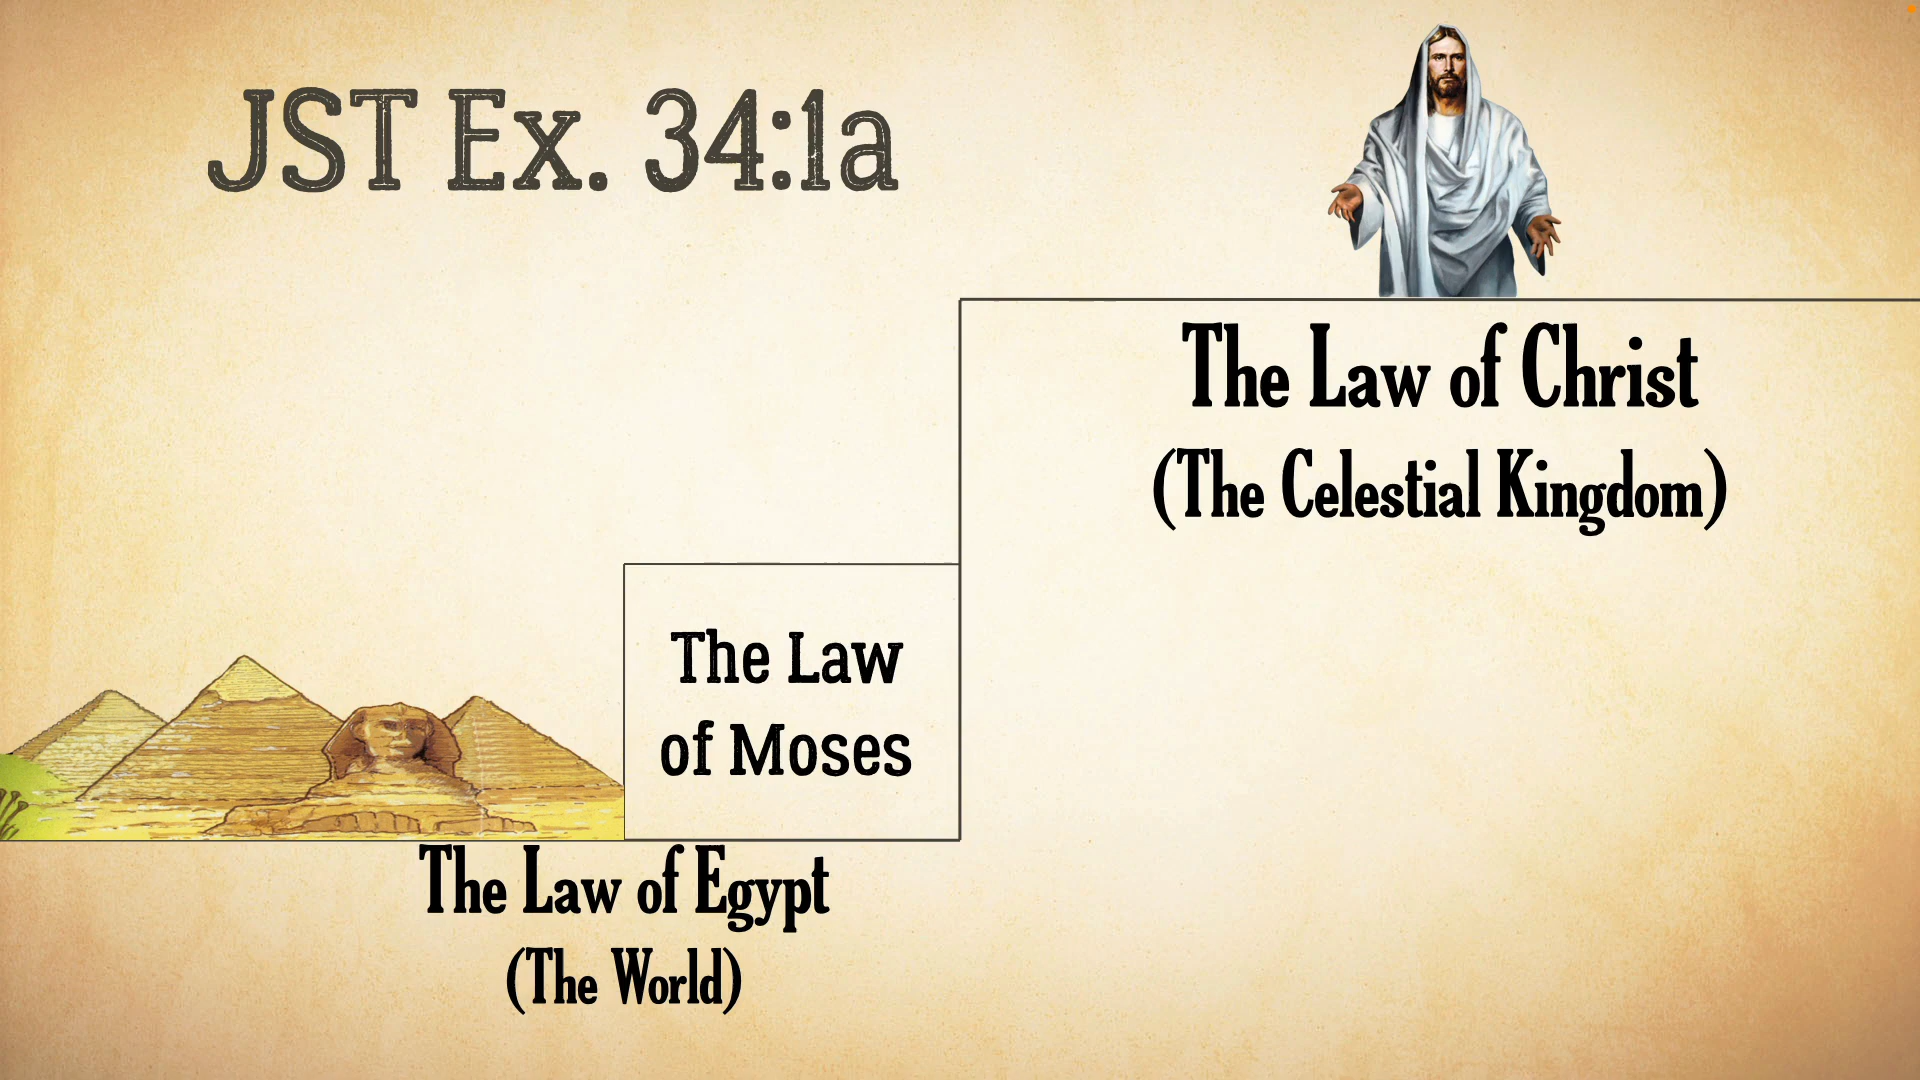 JST Ex. 34:1a
The Law of Christ
(The Celestial Kingdom)
The Law
of Moses
The Law of Egypt
(The World)